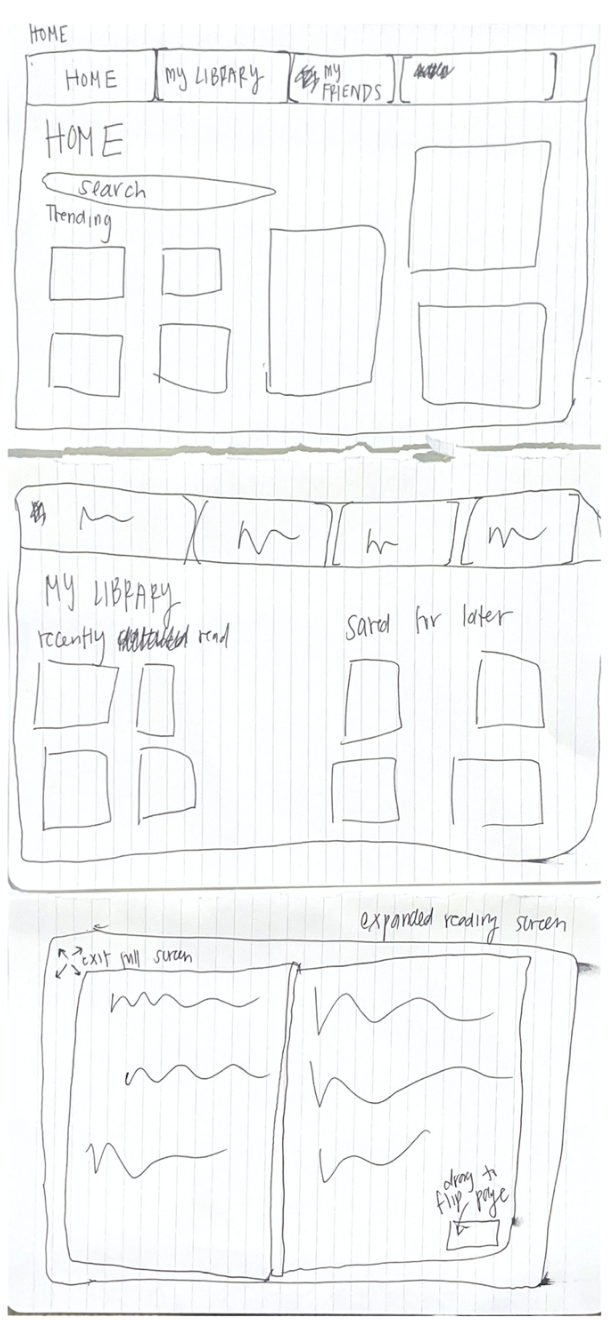 HOME
HOME
MY LIBRARY
MY
FRIENDS
HOME
search
Trending
MY LIBRARY
recently read
saved for later
expanded reading screen
exit full screen
drag to
flip page